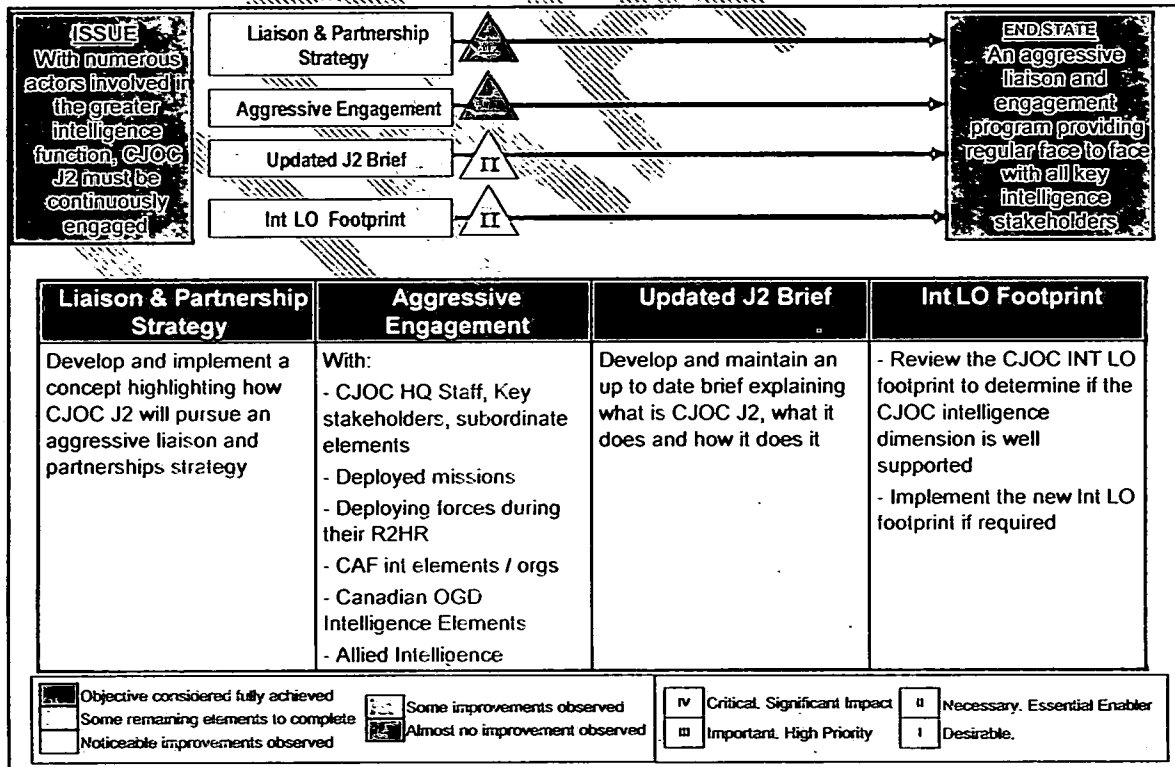 ISSUE
With numerous
actors involved in
the greater
intelligence
function, CJOC
J2 must be
continuously
engaged
Liaison & Partnership
Strategy
Aggressive Engagement
Updated J2 Brief
II
Int LO Footprint
II
END STATE
An aggressive
liaison and
engagement
program providing
regular face to face
with all key
intelligence
stakeholders
Liaison & Partnership
Strategy
Develop and implement a
concept highlighting how
CJOC J2 will pursue an
aggressive liaison and
partnerships strategy
Aggressive
Engagement
With:
- CJOC HQ Staff, Key
stakeholders, subordinate
elements
- Deployed missions
- Deploying forces during
their R2HR
- CAF int elements / orgs
- Canadian OGD
Intelligence Elements
- Allied Intelligence
Updated J2 Brief
Develop and maintain an
up to date brief explaining
what is CJOC J2, what it
does and how it does it
Int LO Footprint
- Review the CJOC INT LO
footprint to determine if the
CJOC intelligence
dimension is well
supported
- Implement the new Int LO
footprint if required
Objective considered fully achieved
Some remaining elements to complete
Noticeable improvements observed
Some improvements observed
Almost no improvement observed
IV Critical. Significant Impact
III Important. High Priority
II Necessary. Essential Enabler
I Desirable.